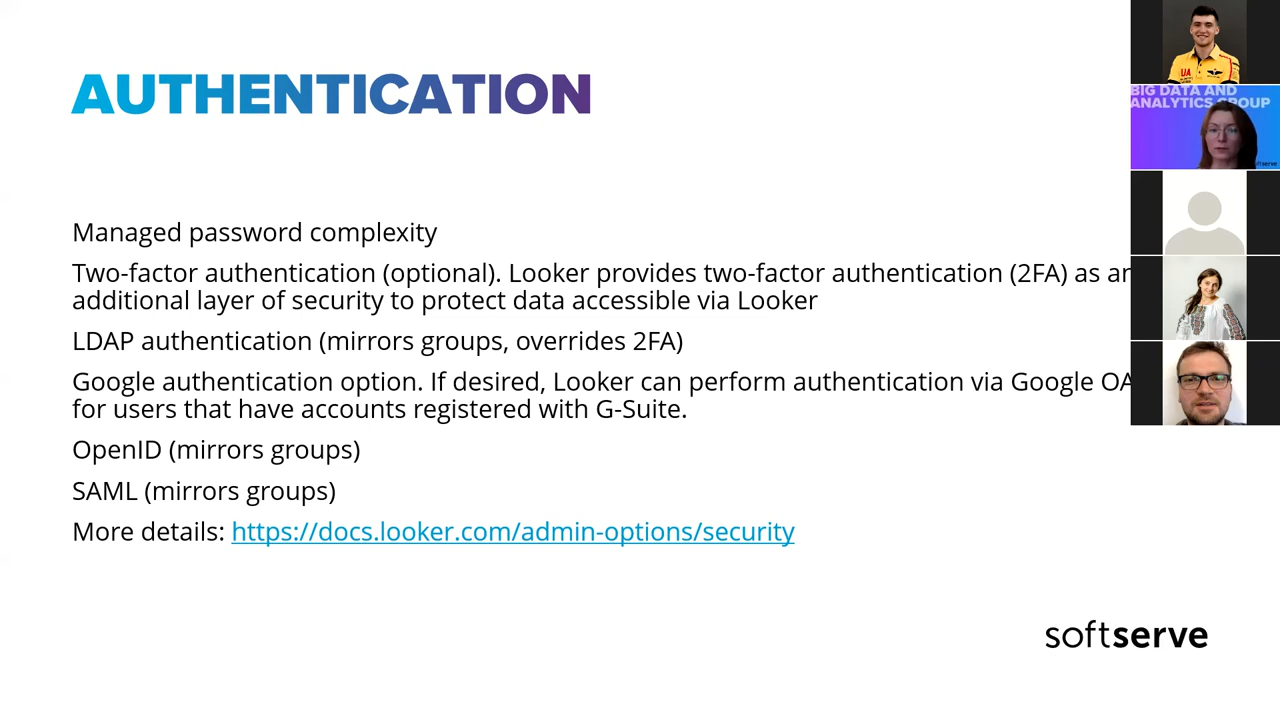 AUTHENTICATION
Managed password complexity
Two-factor authentication (optional). Looker provides two-factor authentication (2FA) as an
additional layer of security to protect data accessible via Looker
LDAP authentication (mirrors groups, overrides 2FA)
Google authentication option. If desired, Looker can perform authentication via Google OA
for users that have accounts registered with G-Suite.
OpenID (mirrors groups)
SAML (mirrors groups)
More details: https://docs.looker.com/admin-options/security
softserve
UA
BIG DATA AND
ANALYTICS GROUP